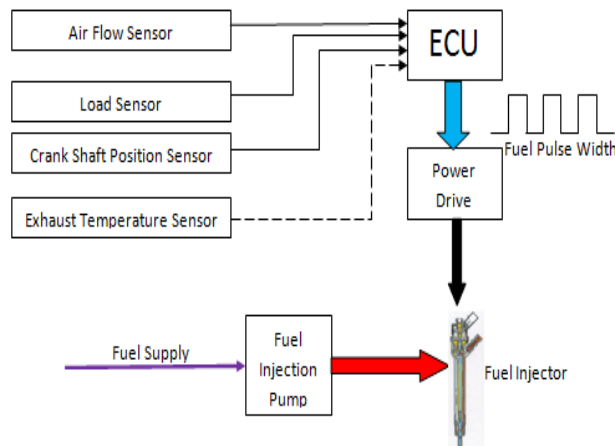 Air Flow Sensor
ECU
Load Sensor
Crank Shaft Position Sensor
Fuel Pulse Width
Power
Drive
Exhaust Temperature Sensor
Fuel Supply
Fuel
Injection
Pump
Fuel Injector